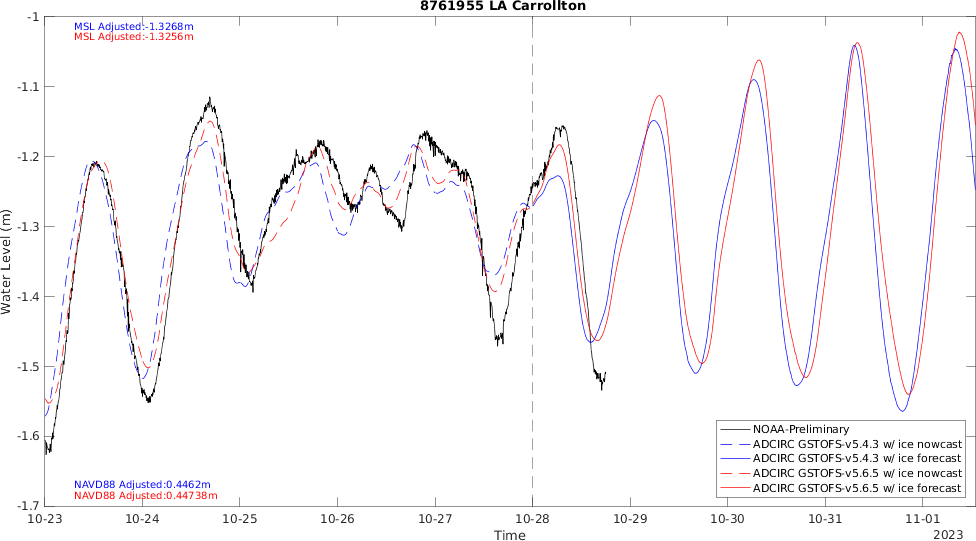 8761955 LA Carrollton
MSL Adjusted:-1.3268m
MSL Adjusted:-1.3256m
Water Level (m)
-1
-1.1
-1.2
-1.3
-1.4
-1.5
-1.6
-1.7
NAVD88 Adjusted:0.4462m
NAVD88 Adjusted:0.44738m
NOAA-Preliminary
ADCIRC GSTOFS-v5.4.3 w/ ice nowcast
ADCIRC GSTOFS-v5.4.3 w/ ice forecast
ADCIRC GSTOFS-v5.6.5 w/ ice nowcast
ADCIRC GSTOFS-v5.6.5 w/ ice forecast
10-23 10-24 10-25 10-26 10-27 10-28 10-29 10-30 10-31 11-01
Time
2023